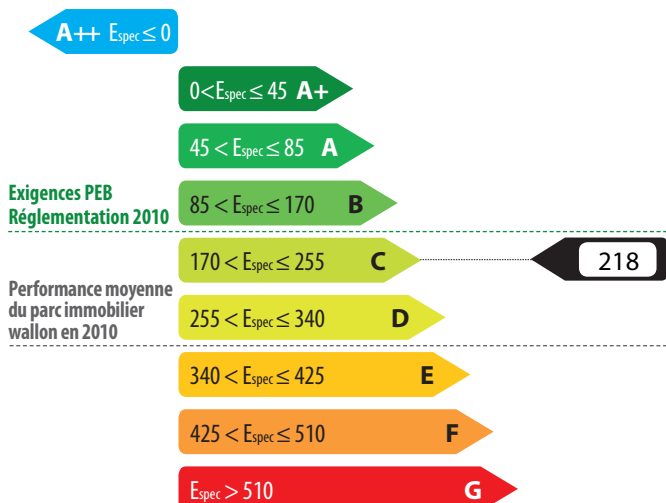 A++ Espec ≤ 0
0<Espec ≤ 45 A+
45 < Espec ≤ 85 A
Exigences PEB
Réglementation 2010
85 < Espec ≤ 170 B
170 < Espec ≤ 255 C
218
Performance moyenne
du parc immobilier
wallon en 2010
255 < Espec ≤ 340 D
340 < Espec ≤ 425 E
425 < Espec ≤ 510 F
Espec > 510 G